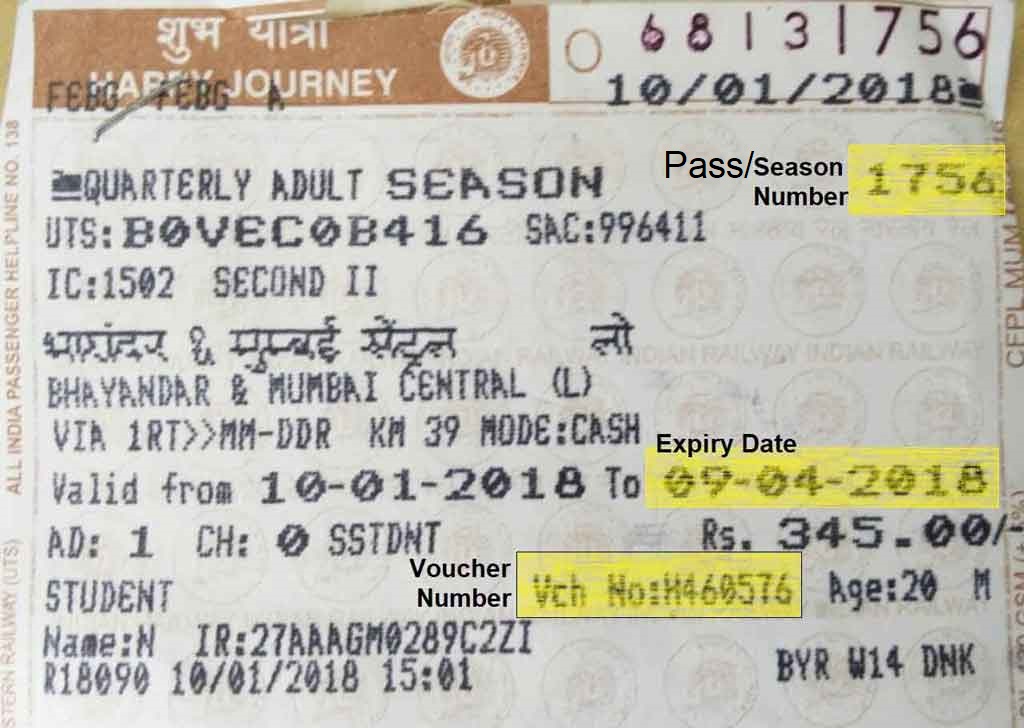 शुभ यात्रा
HAPPY JOURNEY
68131756
FEBG FEBG A
10/01/2018
QUARTERLY ADULT SEASON
Pass/Season Number 1756
UTS:B0VEC0B416 SAC:996411
IC:1502 SECOND II
भायंदर & मुम्बई सेंट्रल लो
BHAYANDAR & MUMBAI CENTRAL (L)
VIA 1RT>>MM-DDR KM 39 MODE:CASH
Expiry Date
Valid from 10-01-2018 To 09-04-2018
AD: 1 CH: 0 SSTDNT Rs. 345.00/
STUDENT Voucher Number Vch No:H460576 Age:20 M
Name:N IR:27AAAGM0289C2ZI
R18090 10/01/2018 15:01 BYR W14 DNK
ALL INDIA PASSENGER HELPLINE NO. 138
RAILWAY (UTS)
INDIAN RAILWAY INDIAN RAILWAY